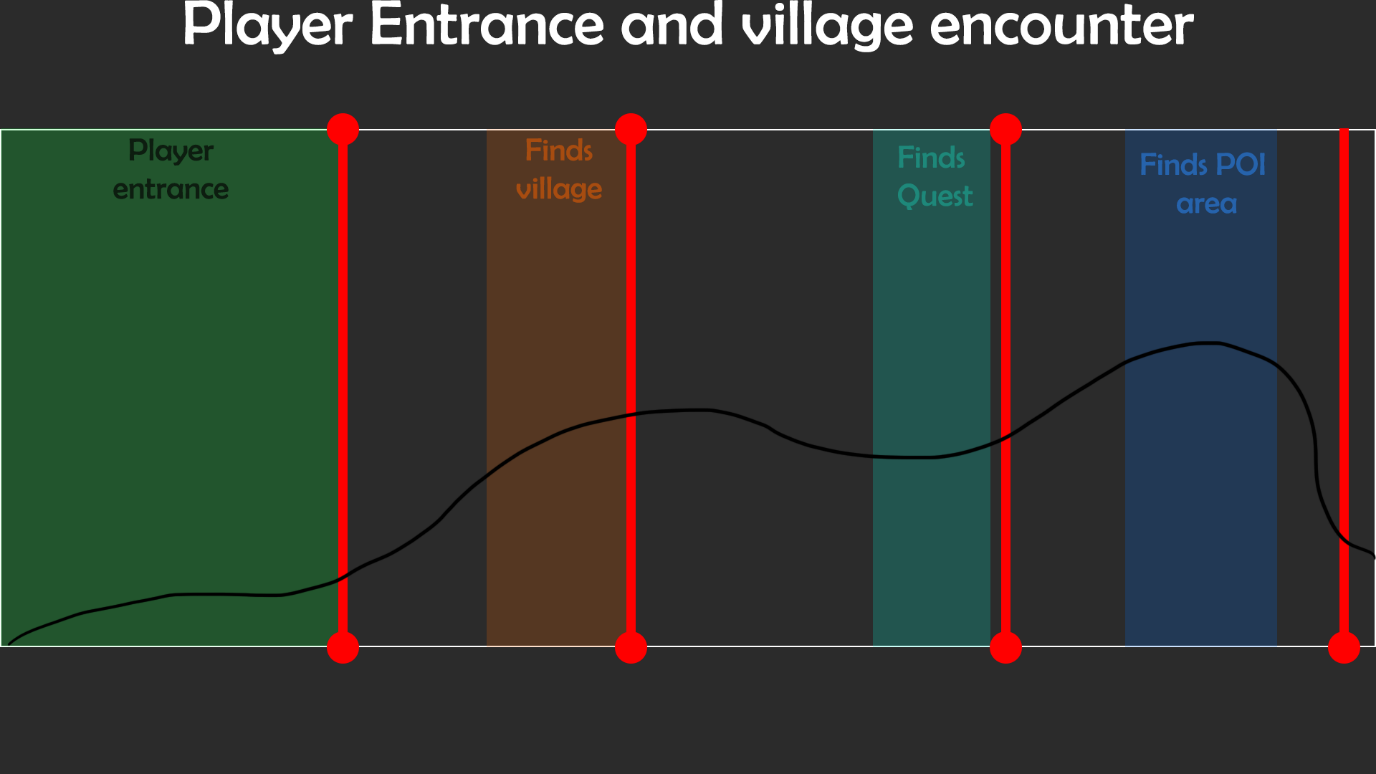 Player Entrance and village encounter
Player
entrance
Finds
village
Finds
Quest
Finds POI
area